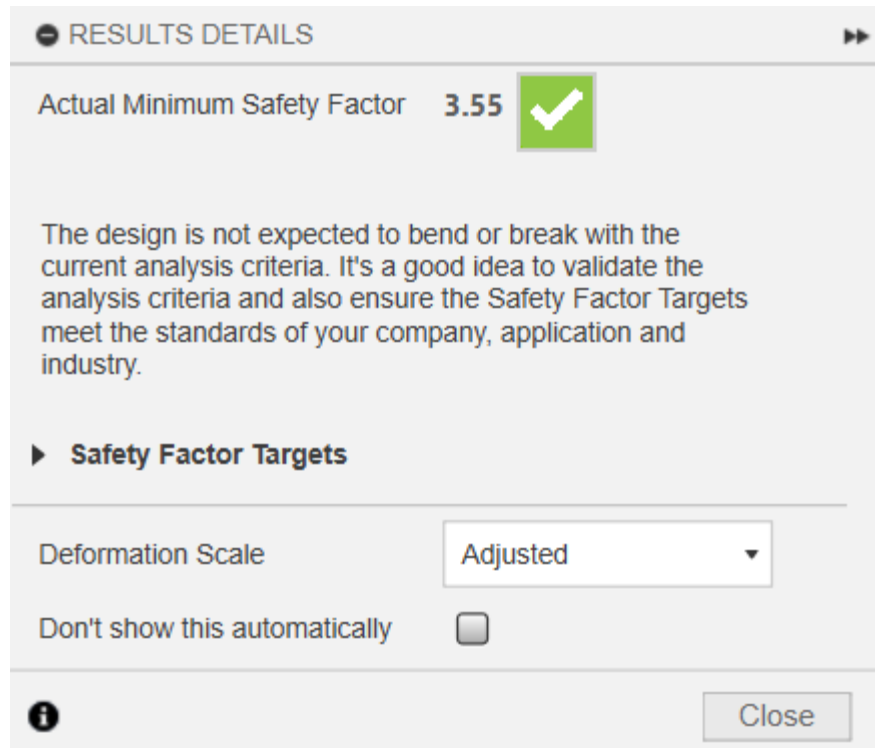 RESULTS DETAILS
Actual Minimum Safety Factor 3.55
The design is not expected to bend or break with the
current analysis criteria. It's a good idea to validate the
analysis criteria and also ensure the Safety Factor Targets
meet the standards of your company, application and
industry.
Safety Factor Targets
Deformation Scale Adjusted
Don't show this automatically
Close